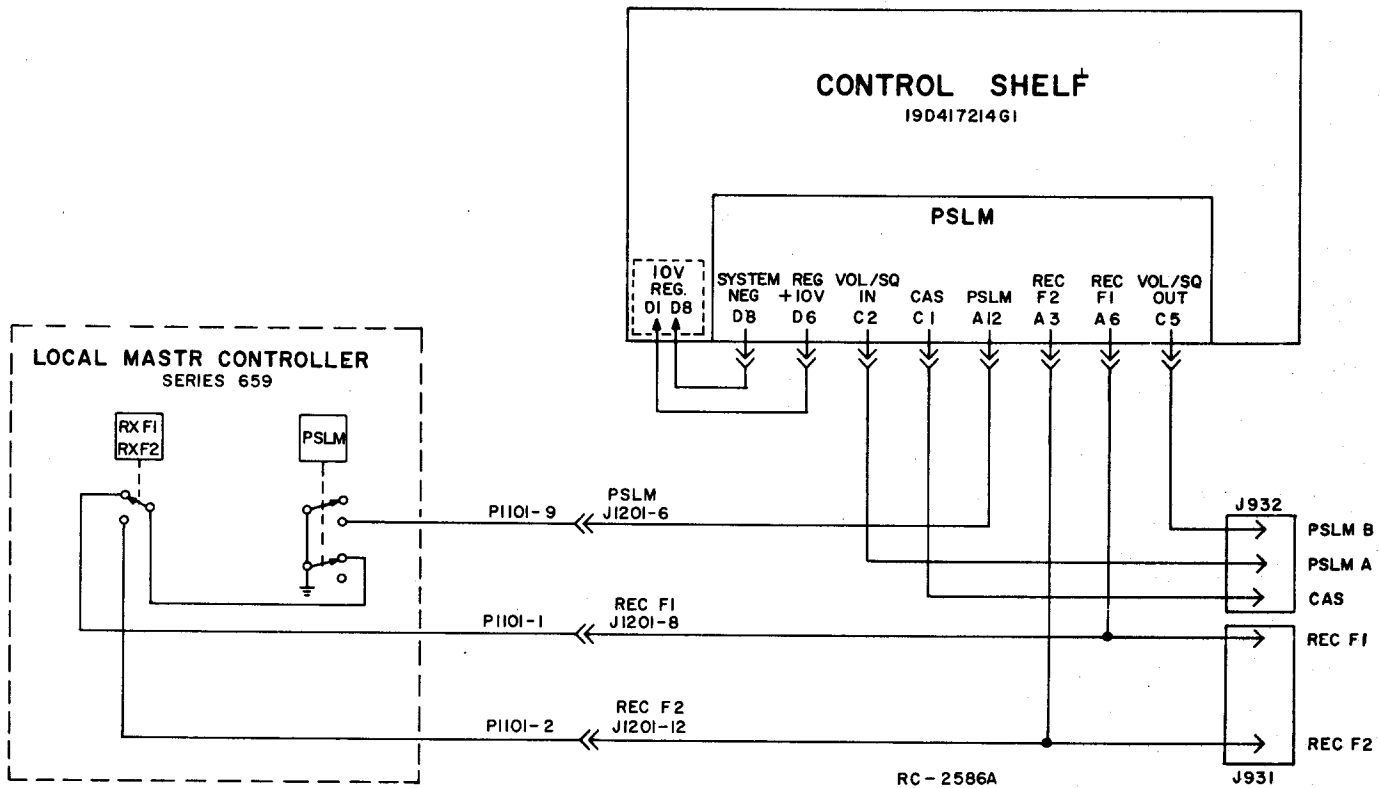 CONTROL SHELF
19D417214G1
PSLM
10V
REG.
D1 D8
SYSTEM
NEG
D8
REG
+10V
D6
VOL/SQ
IN
C2
CAS
C1
PSLM
A12
REC
F2
A3
REC
F1
A6
VOL/SQ
OUT
C5
LOCAL MASTR CONTROLLER
SERIES 659
RX F1
RX F2
PSLM
P1101-9
PSLM
J1201-6
P1101-1
REC F1
J1201-8
P1101-2
REC F2
J1201-12
J932
PSLM B
PSLM A
CAS
REC F1
REC F2
J931
RC-2586A